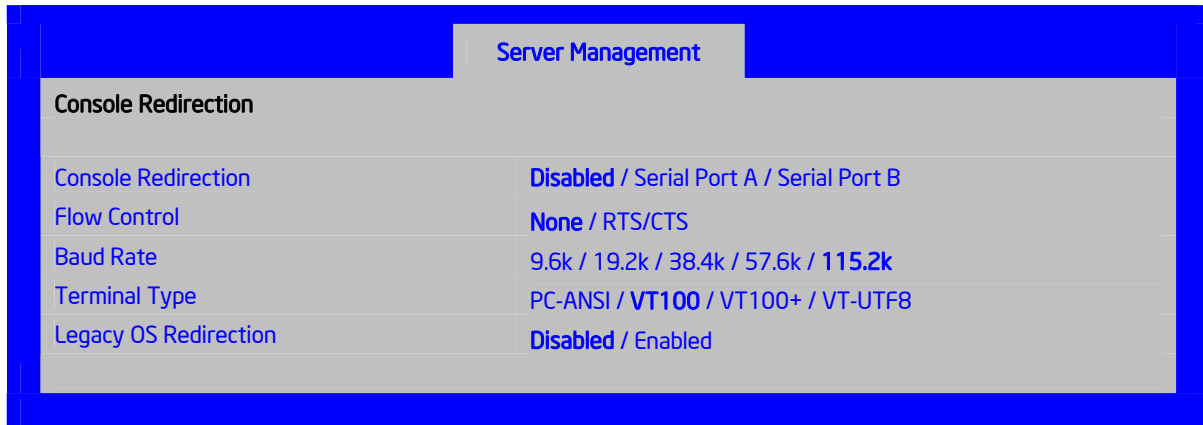 Server Management
Console Redirection
Console Redirection Disabled / Serial Port A / Serial Port B
Flow Control None / RTS/CTS
Baud Rate 9.6k / 19.2k / 38.4k / 57.6k / 115.2k
Terminal Type PC-ANSI / VT100 / VT100+ / VT-UTF8
Legacy OS Redirection Disabled / Enabled